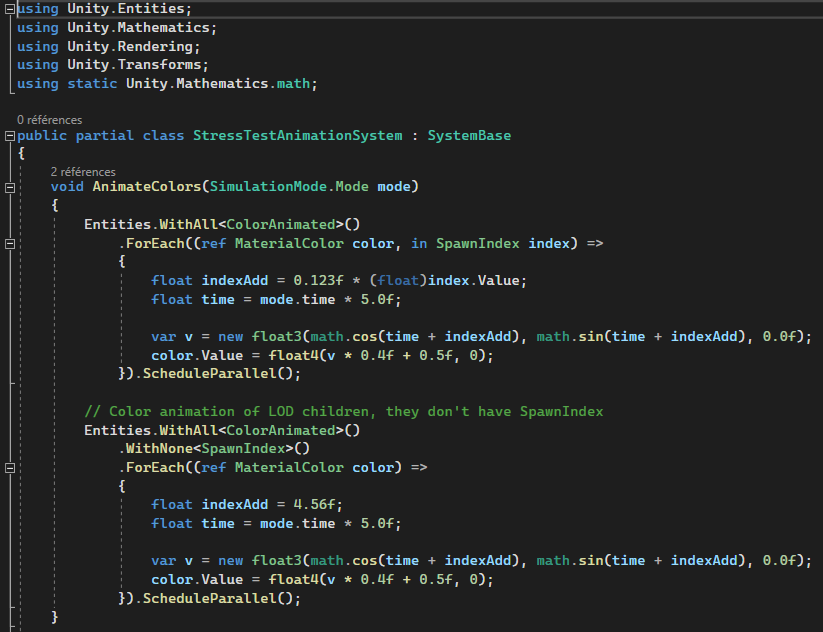 using Unity.Entities;
using Unity.Mathematics;
using Unity.Rendering;
using Unity.Transforms;
using static Unity.Mathematics.math;
0 références
public partial class StressTestAnimationSystem : SystemBase
{
2 références
void AnimateColors(SimulationMode.Mode mode)
{
Entities.WithAll<ColorAnimated>()
.ForEach((ref MaterialColor color, in SpawnIndex index) =>
{
float indexAdd = 0.123f * (float)index.Value;
float time = mode.time * 5.0f;
var v = new float3(math.cos(time + indexAdd), math.sin(time + indexAdd), 0.0f);
color.Value = float4(v * 0.4f + 0.5f, 0);
}).ScheduleParallel();
// Color animation of LOD children, they don't have SpawnIndex
Entities.WithAll<ColorAnimated>()
.WithNone<SpawnIndex>()
.ForEach((ref MaterialColor color) =>
{
float indexAdd = 4.56f;
float time = mode.time * 5.0f;
var v = new float3(math.cos(time + indexAdd), math.sin(time + indexAdd), 0.0f);
color.Value = float4(v * 0.4f + 0.5f, 0);
}).ScheduleParallel();
}